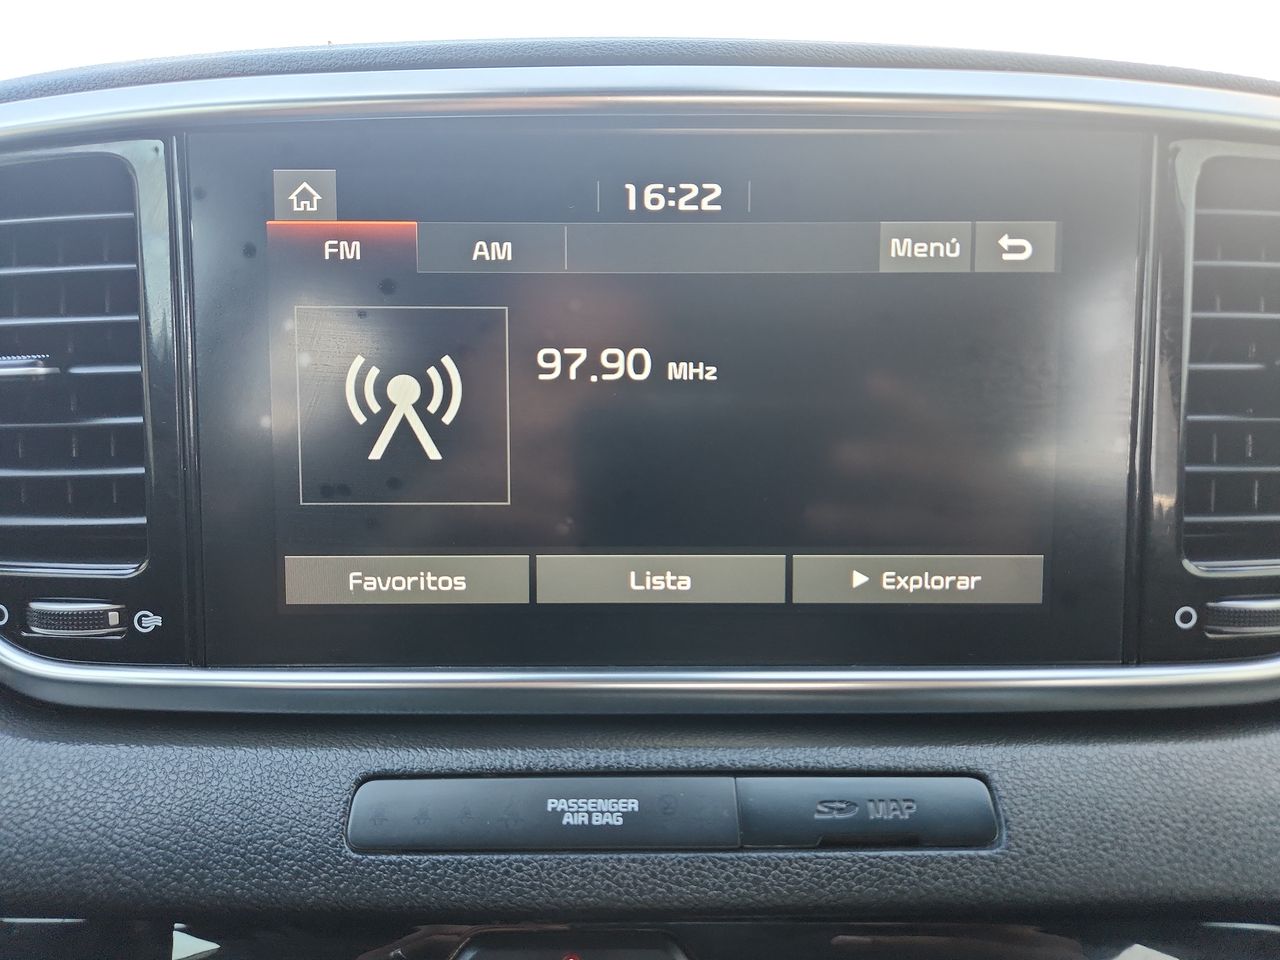 16:22
FM AM Menú
97.90 MHz
Favoritos Lista Explorar
PASSENGER
AIR BAG
SD MAP